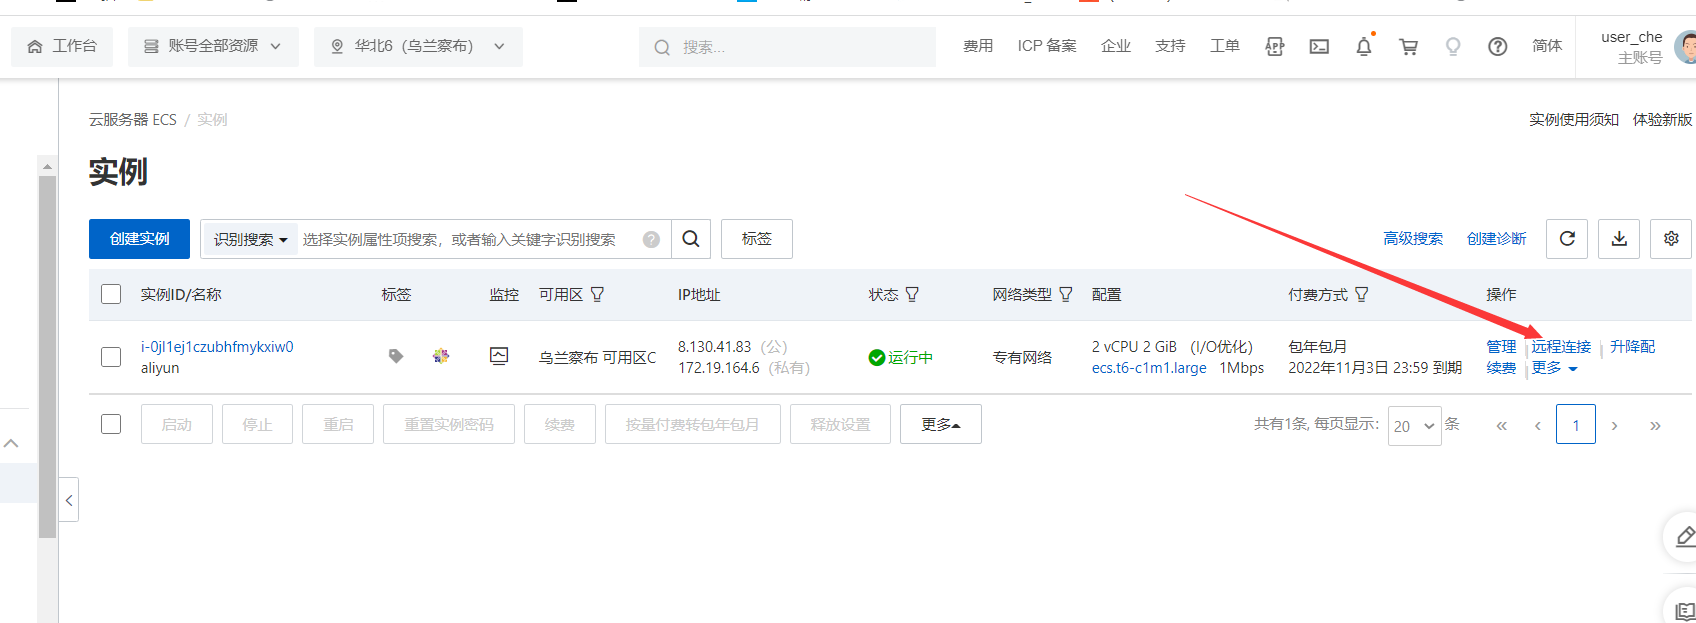 工作台 账号全部资源 华北6（乌兰察布） 搜索... 费用 ICP 备案 企业 支持 工单 APP 简体 user_che
主账号
云服务器 ECS / 实例 实例使用须知 体验新版
实例
创建实例 识别搜索 选择实例属性项搜索，或者输入关键字识别搜索 ? 标签 高级搜索 创建诊断
实例ID/名称 标签 监控 可用区 IP地址 状态 网络类型 配置 付费方式 操作
i-0jl1ej1czubhfmykxiw0
aliyun
乌兰察布 可用区C
8.130.41.83 （公）
172.19.164.6 （私有）
运行中
专有网络
2 vCPU 2 GiB （I/O优化）
ecs.t6-c1m1.large 1Mbps
包年包月
2022年11月3日 23:59 到期
管理 | 远程连接 | 升降配
续费 | 更多
启动 停止 重启 重置实例密码 续费 按量付费转包年包月 释放设置 更多 共有1条, 每页显示: 20 条 « ‹ 1 › »